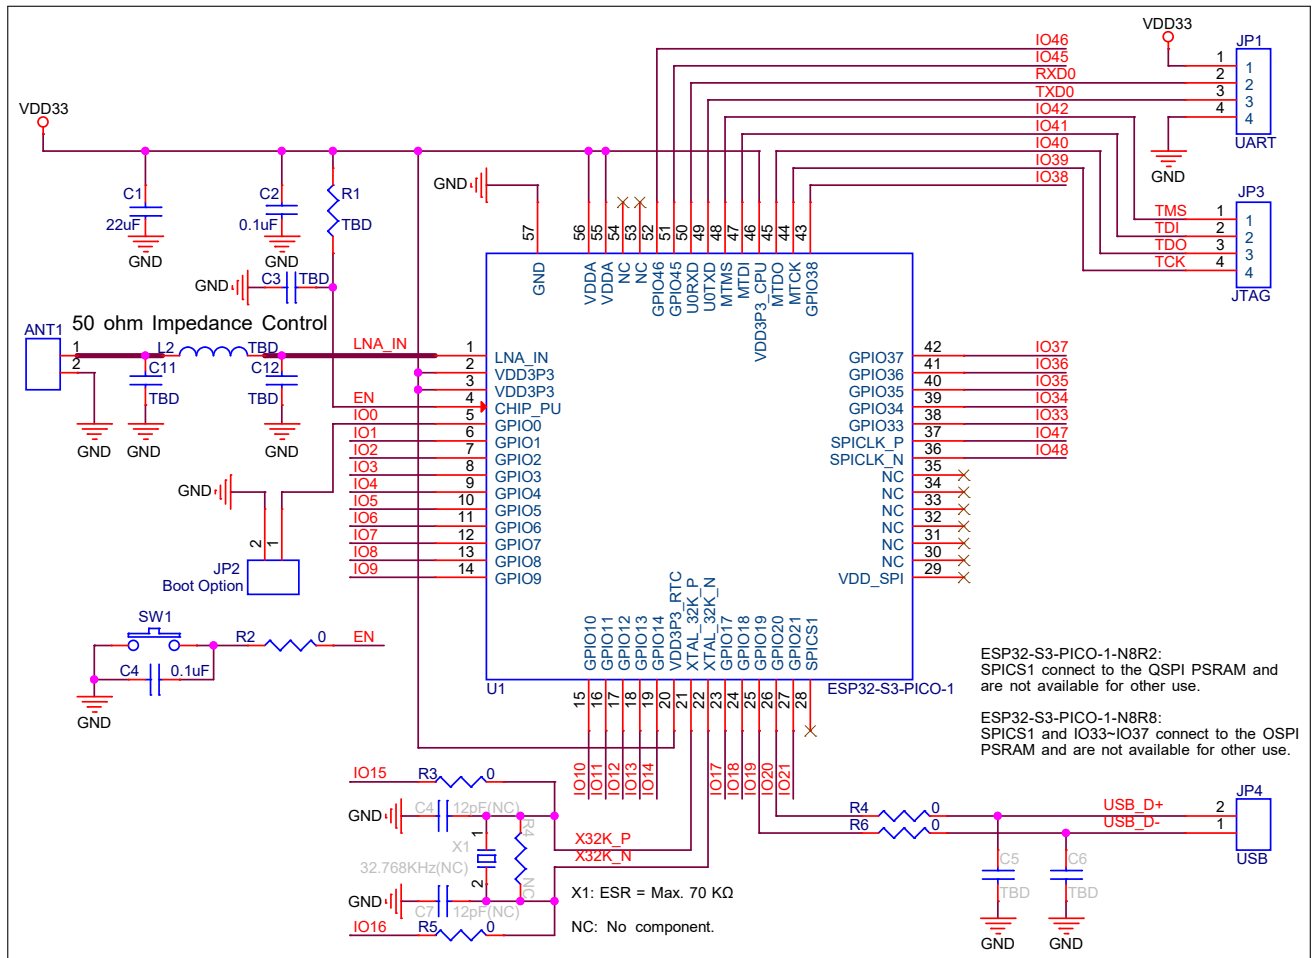 VDD33
C1
22uF
GND
C2
0.1uF
GND
R1
TBD
GND
C3
TBD
ANT1
50 ohm Impedance Control
1
2
L2
TBD
C11
TBD
C12
TBD
GND
GND
GND
LNA_IN
EN
IO0
IO1
IO2
IO3
IO4
IO5
IO6
IO7
IO8
IO9
1
2
3
4
5
6
7
8
9
10
11
12
13
14
LNA_IN
VDD3P3
VDD3P3
CHIP_PU
GPIO0
GPIO1
GPIO2
GPIO3
GPIO4
GPIO5
GPIO6
GPIO7
GPIO8
GPIO9
GND
2
1
JP2
Boot Option
SW1
C4
0.1uF
R2
0
EN
GND
GND
57
56
55
54
53
52
51
50
49
48
47
46
45
44
43
GND
VDDA
VDDA
NC
NC
GPIO46
GPIO45
U0RXD
U0TXD
MTMS
MTDI
VDD3P3_CPU
MTDO
MTCK
GPIO38
IO46
IO45
RXD0
TXD0
IO42
IO41
IO40
IO39
IO38
VDD33
JP1
1
2
3
4
1
2
3
4
UART
GND
JP3
TMS
TDI
TDO
TCK
1
2
3
4
1
2
3
4
JTAG
GPIO37
GPIO36
GPIO35
GPIO34
GPIO33
SPICLK_P
SPICLK_N
NC
NC
NC
NC
NC
NC
VDD_SPI
42
41
40
39
38
37
36
35
34
33
32
31
30
29
IO37
IO36
IO35
IO34
IO33
IO47
IO48
GPIO10
GPIO11
GPIO12
GPIO13
GPIO14
VDD3P3_RTC
XTAL_32K_P
XTAL_32K_N
GPIO17
GPIO18
GPIO19
GPIO20
GPIO21
SPICS1
U1
ESP32-S3-PICO-1
15
16
17
18
19
20
21
22
23
24
25
26
27
28
IO10
IO11
IO12
IO13
IO14
IO17
IO18
IO19
IO20
IO21
ESP32-S3-PICO-1-N8R2:
SPICS1 connect to the QSPI PSRAM and
are not available for other use.
ESP32-S3-PICO-1-N8R8:
SPICS1 and IO33~IO37 connect to the OSPI
PSRAM and are not available for other use.
IO15
R3
0
GND
C4
12pF(NC)
1
X1
32.768KHz(NC)
2
R4
NC
X32K_P
X32K_N
GND
C7
12pF(NC)
IO16
R5
0
X1: ESR = Max. 70 KΩ
NC: No component.
R4
0
R6
0
USB_D+
USB_D-
2
1
JP4
USB
C5
TBD
C6
TBD
GND
GND